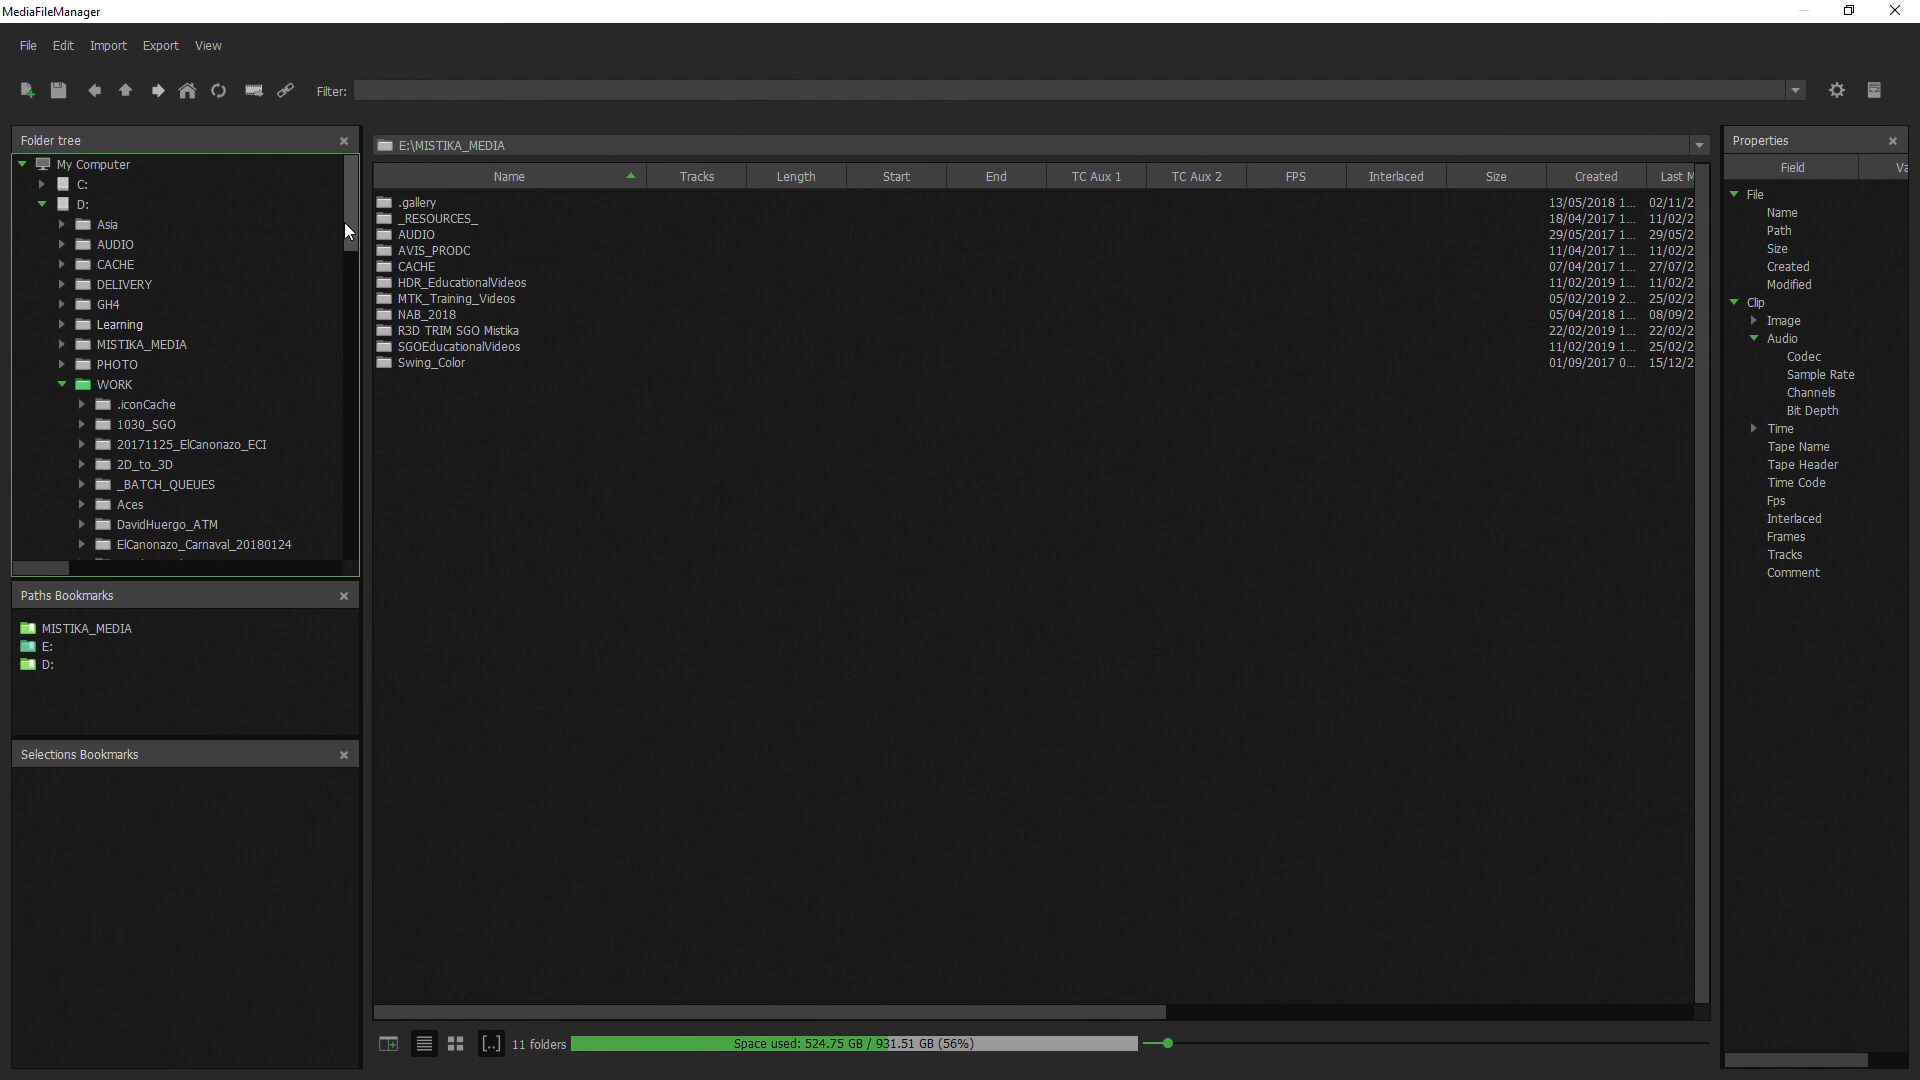 MediaFileManager
File Edit Import Export View
Filter:
Folder tree
My Computer
C:
D:
Asia
AUDIO
CACHE
DELIVERY
GH4
Learning
MISTIKA_MEDIA
PHOTO
WORK
.iconCache
1030_SGO
20171125_ElCanonazo_ECI
2D_to_3D
_BATCH_QUEUES
Aces
DavidHuergo_ATM
ElCanonazo_Carnaval_20180124
Paths Bookmarks
MISTIKA_MEDIA
E:
D:
Selections Bookmarks
E:\MISTIKA_MEDIA
Name Tracks Length Start End TC Aux 1 TC Aux 2 FPS Interlaced Size Created Last M
.gallery 13/05/2018 1... 02/11/2
_RESOURCES_ 18/04/2017 1... 11/02/2
AUDIO 29/05/2017 1... 29/05/2
AVIS_PRODC 11/04/2017 1... 11/02/2
CACHE 07/04/2017 1... 27/07/2
HDR_EducationalVideos 11/02/2019 1... 11/02/2
MTK_Training_Videos 05/02/2019 2... 25/02/2
NAB_2018 05/04/2018 1... 08/09/2
R3D TRIM SGO Mistika 22/02/2019 1... 22/02/2
SGOEducationalVideos 11/02/2019 1... 25/02/2
Swing_Color 01/09/2017 0... 15/12/2
11 folders Space used: 524.75 GB / 931.51 GB (56%)
Properties
Field Va
File
Name
Path
Size
Created
Modified
Clip
Image
Audio
Codec
Sample Rate
Channels
Bit Depth
Time
Tape Name
Tape Header
Time Code
Fps
Interlaced
Frames
Tracks
Comment